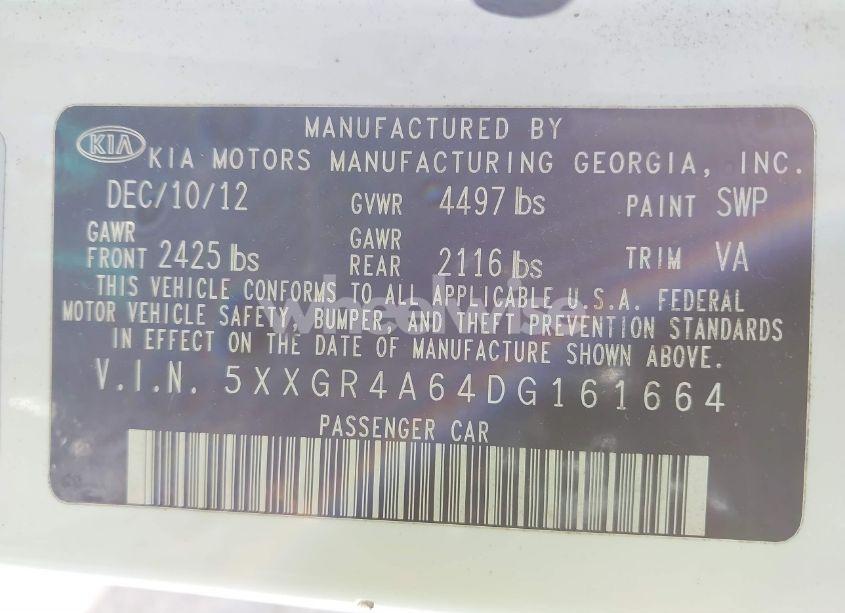 MANUFACTURED BY
KIA KIA MOTORS MANUFACTURING GEORGIA, INC.
DEC/10/12 GVWR 4497 lbs PAINT SWP
GAWR FRONT 2425 lbs GAWR REAR 2116 lbs TRIM VA
THIS VEHICLE CONFORMS TO ALL APPLICABLE U.S.A. FEDERAL
MOTOR VEHICLE SAFETY, BUMPER, AND THEFT PREVENTION STANDARDS
IN EFFECT ON THE DATE OF MANUFACTURE SHOWN ABOVE.
V.I.N. 5XXGR4A64DG161664
PASSENGER CAR
wheelwise